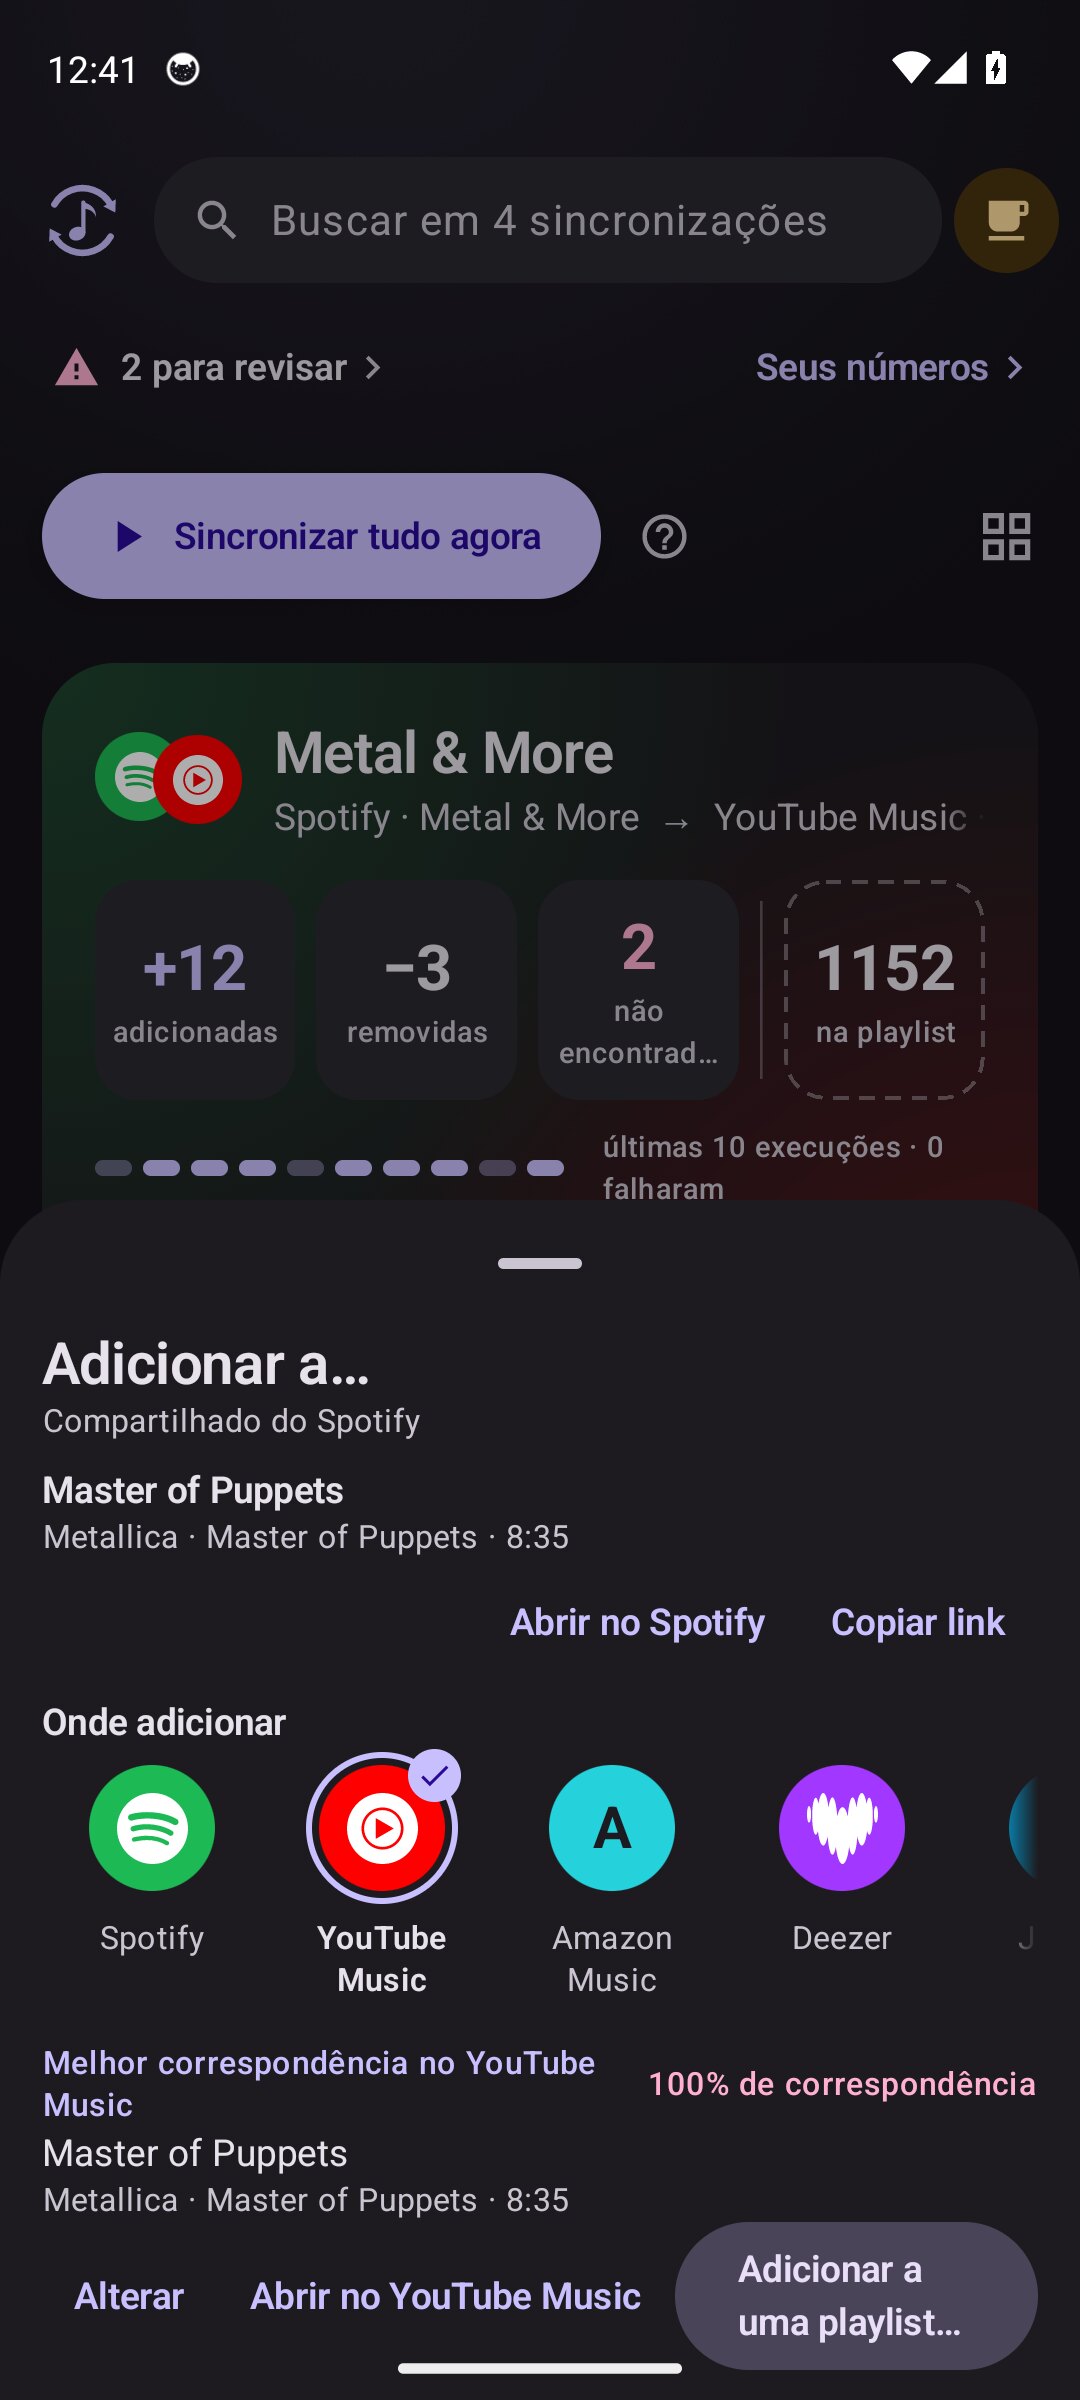 12:41
Buscar em 4 sincronizações
2 para revisar
Seus números
Sincronizar tudo agora
Metal & More
Spotify · Metal & More → YouTube Music
+12
adicionadas
−3
removidas
2
não
encontrad…
1152
na playlist
últimas 10 execuções · 0
falharam
Adicionar a…
Compartilhado do Spotify
Master of Puppets
Metallica · Master of Puppets · 8:35
Abrir no Spotify
Copiar link
Onde adicionar
Spotify
YouTube
Music
A
Amazon
Music
Deezer
J
Melhor correspondência no YouTube
Music
100% de correspondência
Master of Puppets
Metallica · Master of Puppets · 8:35
Alterar
Abrir no YouTube Music
Adicionar a
uma playlist…